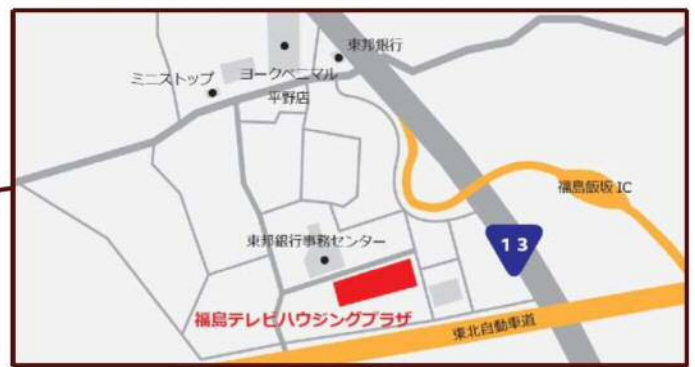 東邦銀行
ミニストップ
ヨークベニマル
平野店
福島飯坂 IC
東邦銀行事務センター
13
福島テレビハウジングプラザ
東北自動車道